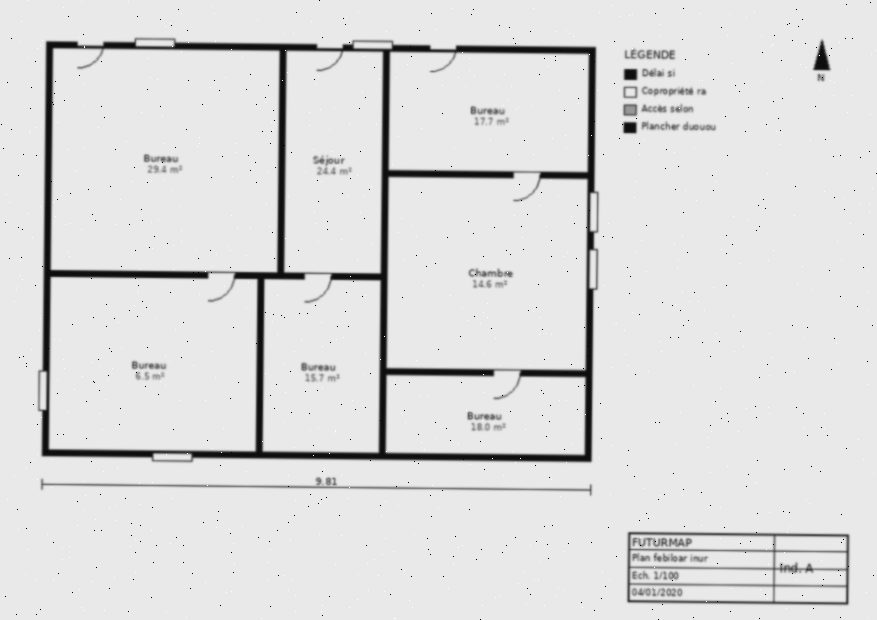 LÉGENDE
Délai si
Copropriété ra
Accès selon
Plancher duouou
N
Bureau
17.7 m²
Bureau
29.4 m²
Séjour
24.4 m²
Chambre
14.6 m²
Bureau
6.5 m²
Bureau
15.7 m²
Bureau
18.0 m²
9.81
FUTURMAP
Plan febiloar inur
Ech. 1/100
04/01/2020
Ind. A